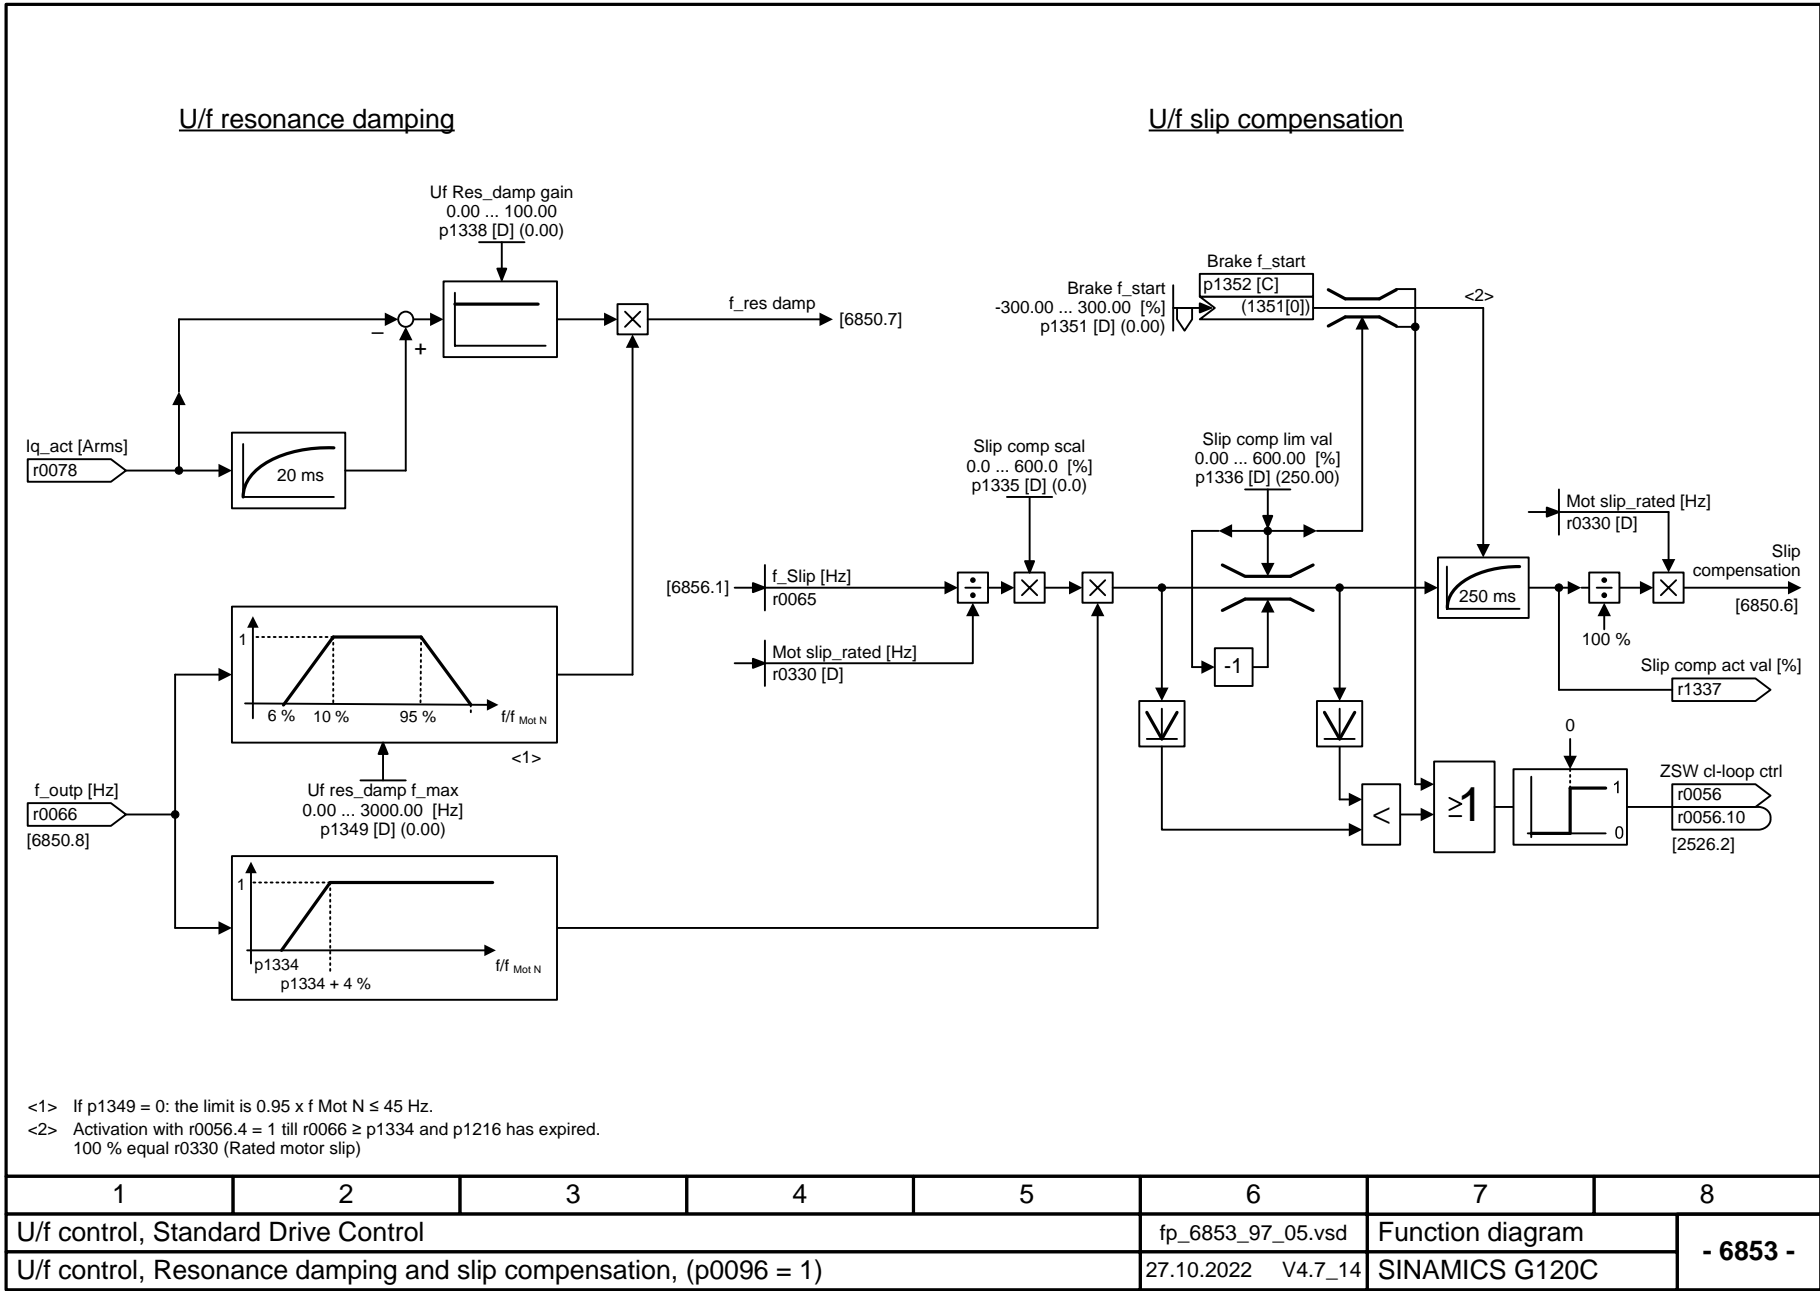 U/f resonance damping
U/f slip compensation
Uf Res_damp gain
0.00 ... 100.00
p1338 [D] (0.00)
f_res damp
[6850.7]
–
+
Iq_act [Arms]
r0078
20 ms
1
6 %
10 %
95 %
f/f Mot N
<1>
Uf res_damp f_max
0.00 ... 3000.00 [Hz]
p1349 [D] (0.00)
f_outp [Hz]
r0066
[6850.8]
1
p1334
p1334 + 4 %
f/f Mot N
Brake f_start
-300.00 ... 300.00 [%]
p1351 [D] (0.00)
Brake f_start
p1352 [C]
(1351[0])
<2>
Slip comp scal
0.0 ... 600.0 [%]
p1335 [D] (0.0)
Slip comp lim val
0.00 ... 600.00 [%]
p1336 [D] (250.00)
[6856.1]
f_Slip [Hz]
r0065
Mot slip_rated [Hz]
r0330 [D]
-1
250 ms
Mot slip_rated [Hz]
r0330 [D]
100 %
Slip
compensation
[6850.6]
Slip comp act val [%]
r1337
<
≥1
0
1
0
ZSW cl-loop ctrl
r0056
r0056.10
[2526.2]
<1> If p1349 = 0: the limit is 0.95 x f Mot N ≤ 45 Hz.
<2> Activation with r0056.4 = 1 till r0066 ≥ p1334 and p1216 has expired.
100 % equal r0330 (Rated motor slip)
1 2 3 4 5 6 7 8
U/f control, Standard Drive Control
fp_6853_97_05.vsd
Function diagram
- 6853 -
U/f control, Resonance damping and slip compensation, (p0096 = 1)
27.10.2022 V4.7_14
SINAMICS G120C